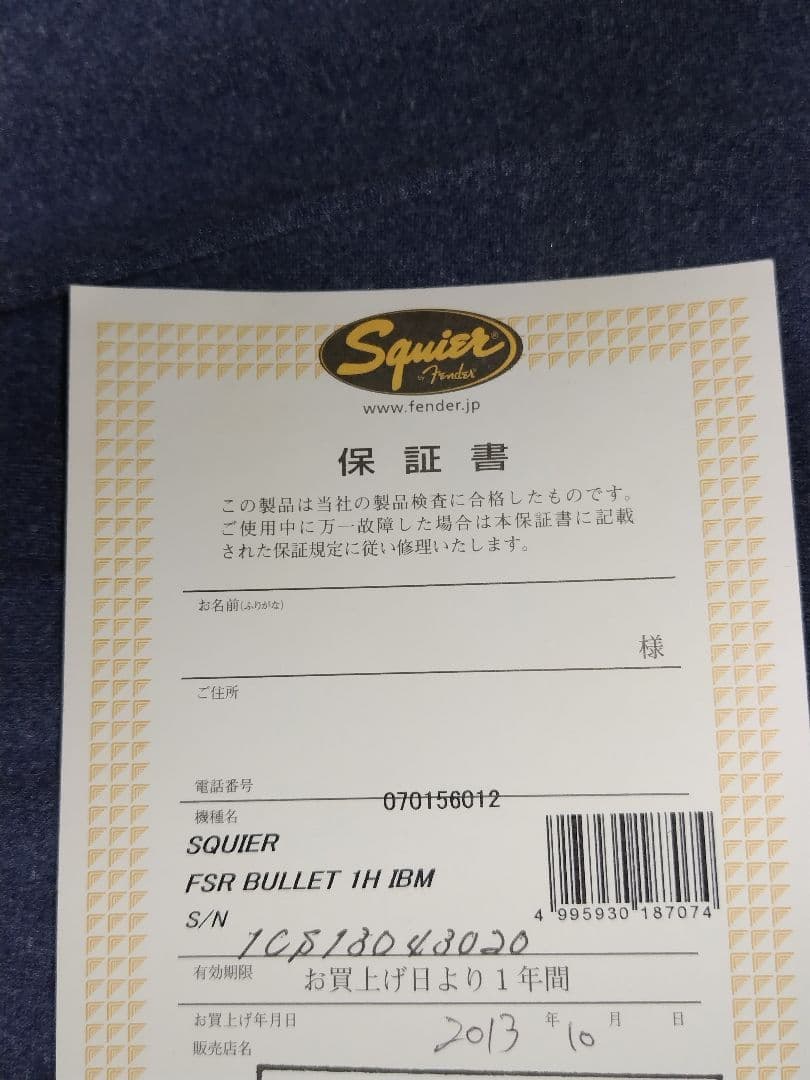 Squier®
by Fender®
www.fender.jp
保証書
この製品は当社の製品検査に合格したものです。
ご使用中に万一故障した場合は本保証書に記載
された保証規定に従い修理いたします。
お名前(ふりがな)
様
ご住所
電話番号
070156012
機種名
SQUIER
FSR BULLET 1H IBM
4 995930 187074
S/N
ICS13043020
有効期限 お買上げ日より1年間
お買上げ年月日 2013 年 10 月 日
販売店名